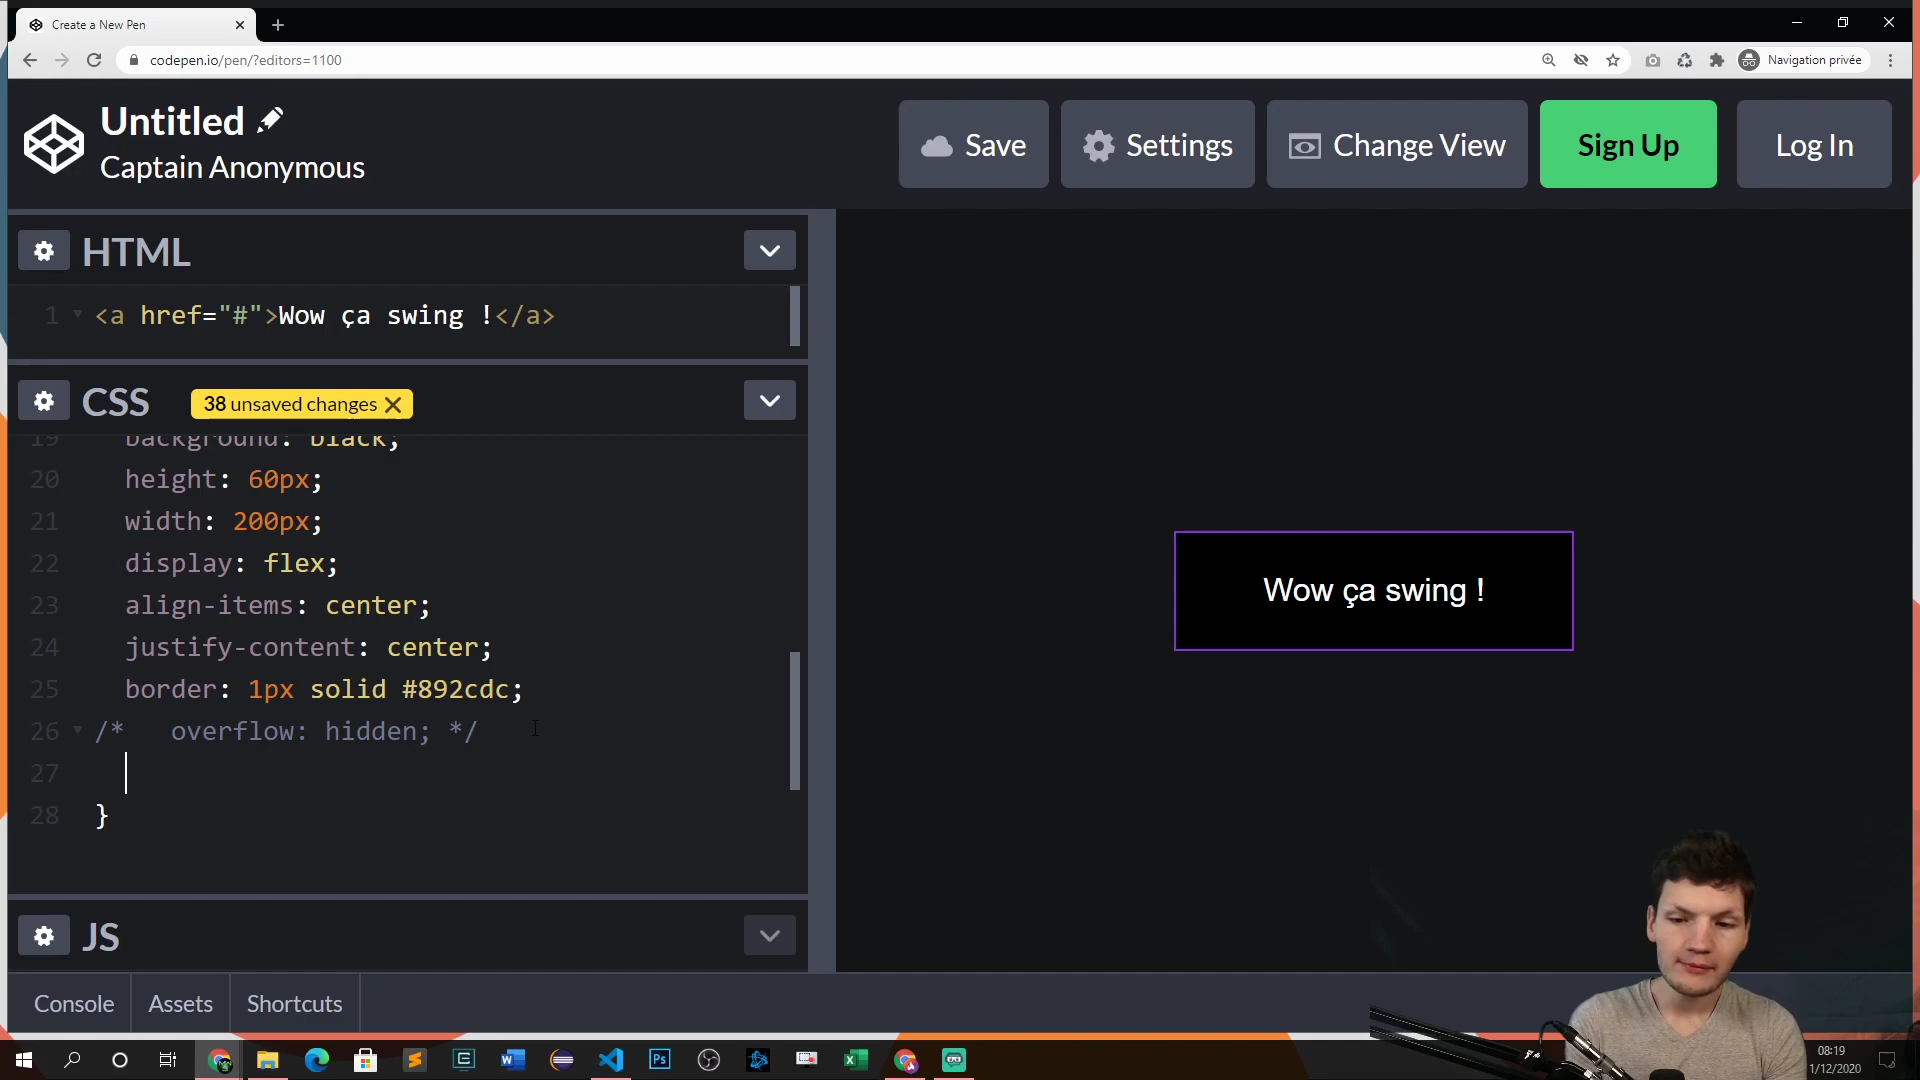 Create a New Pen
codepen.io/pen/?editors=1100
Navigation privée
Untitled
Captain Anonymous
Save
Settings
Change View
Sign Up
Log In
HTML
1 <a href="#">Wow ça swing !</a>
CSS
38 unsaved changes
19 background: black;
20 height: 60px;
21 width: 200px;
22 display: flex;
23 align-items: center;
24 justify-content: center;
25 border: 1px solid #892cdc;
26 /* overflow: hidden; */
27
28 }
Wow ça swing !
JS
Console
Assets
Shortcuts
08:19
1/12/2020